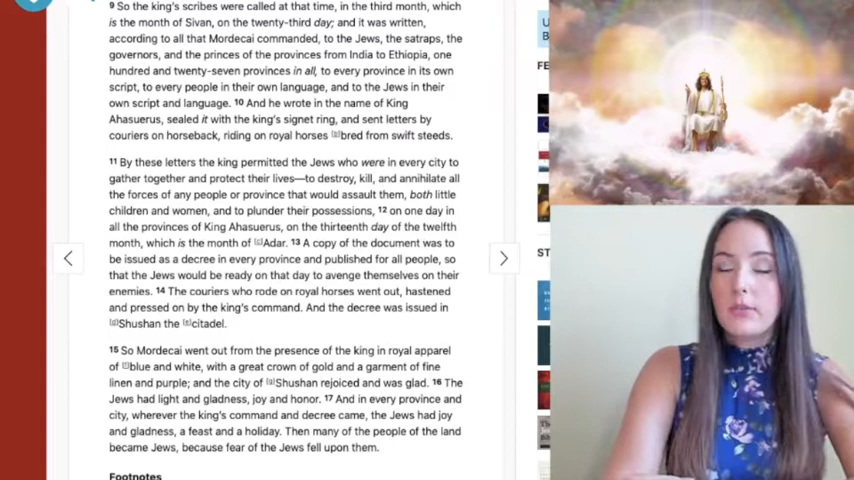 9 So the king's scribes were called at that time, in the third month, which
is the month of Sivan, on the twenty-third day; and it was written,
according to all that Mordecai commanded, to the Jews, the satraps, the
governors, and the princes of the provinces from India to Ethiopia, one
hundred and twenty-seven provinces in all, to every province in its own
script, to every people in their own language, and to the Jews in their
own script and language. 10 And he wrote in the name of King
Ahasuerus, sealed it with the king's signet ring, and sent letters by
couriers on horseback, riding on royal horses [b]bred from swift steeds.
11 By these letters the king permitted the Jews who were in every city to
gather together and protect their lives—to destroy, kill, and annihilate all
the forces of any people or province that would assault them, both little
children and women, and to plunder their possessions, 12 on one day in
all the provinces of King Ahasuerus, on the thirteenth day of the twelfth
month, which is the month of [c]Adar. 13 A copy of the document was to
be issued as a decree in every province and published for all people, so
that the Jews would be ready on that day to avenge themselves on their
enemies. 14 The couriers who rode on royal horses went out, hastened
and pressed on by the king's command. And the decree was issued in
[d]Shushan the [e]citadel.
15 So Mordecai went out from the presence of the king in royal apparel
of [f]blue and white, with a great crown of gold and a garment of fine
linen and purple; and the city of [g]Shushan rejoiced and was glad. 16 The
Jews had light and gladness, joy and honor. 17 And in every province and
city, wherever the king's command and decree came, the Jews had joy
and gladness, a feast and a holiday. Then many of the people of the land
became Jews, because fear of the Jews fell upon them.
Footnotes
U
B
FE
ST